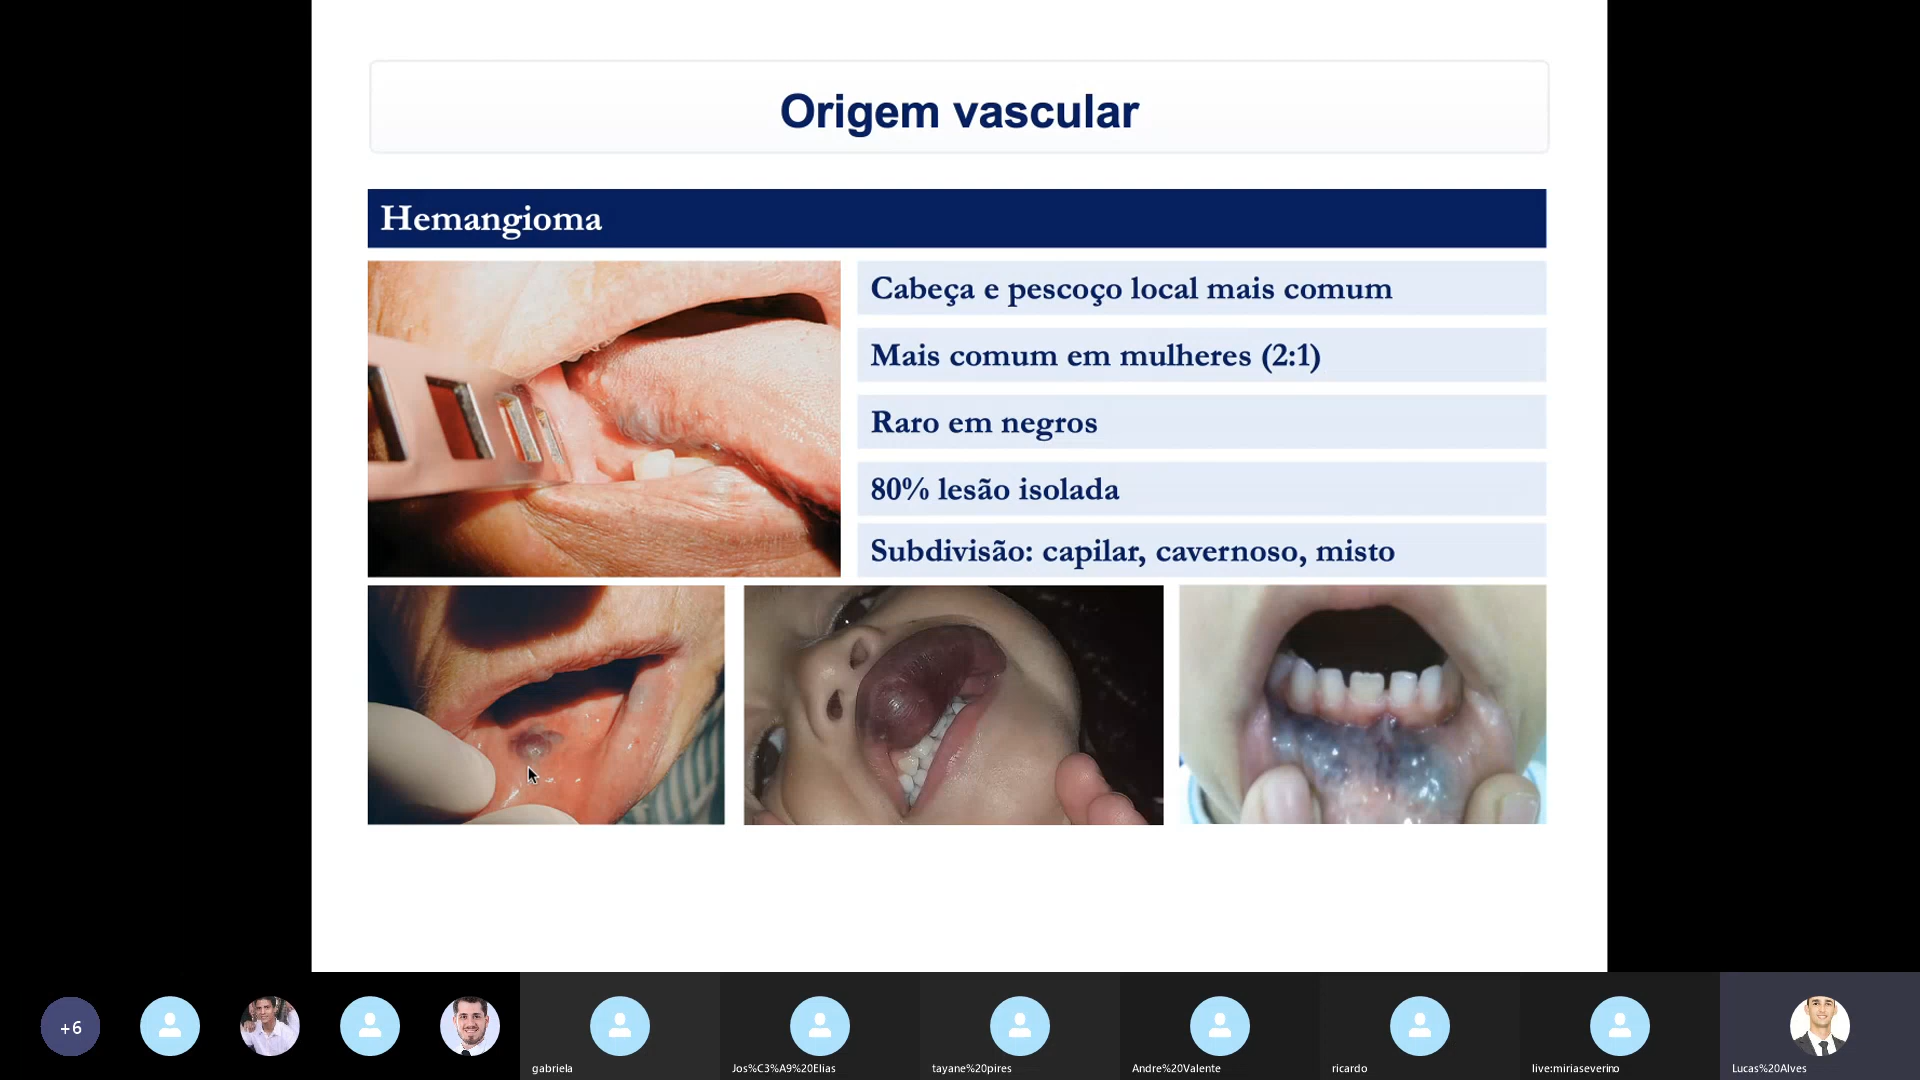 Origem vascular
Hemangioma
Cabeça e pescoço local mais comum
Mais comum em mulheres (2:1)
Raro em negros
80% lesão isolada
Subdivisão: capilar, cavernoso, misto
+6
gabriela
Jos%C3%A9%20Elias
tayane%20pires
Andre%20Valente
ricardo
live:miriaseverino
Lucas%20Alves